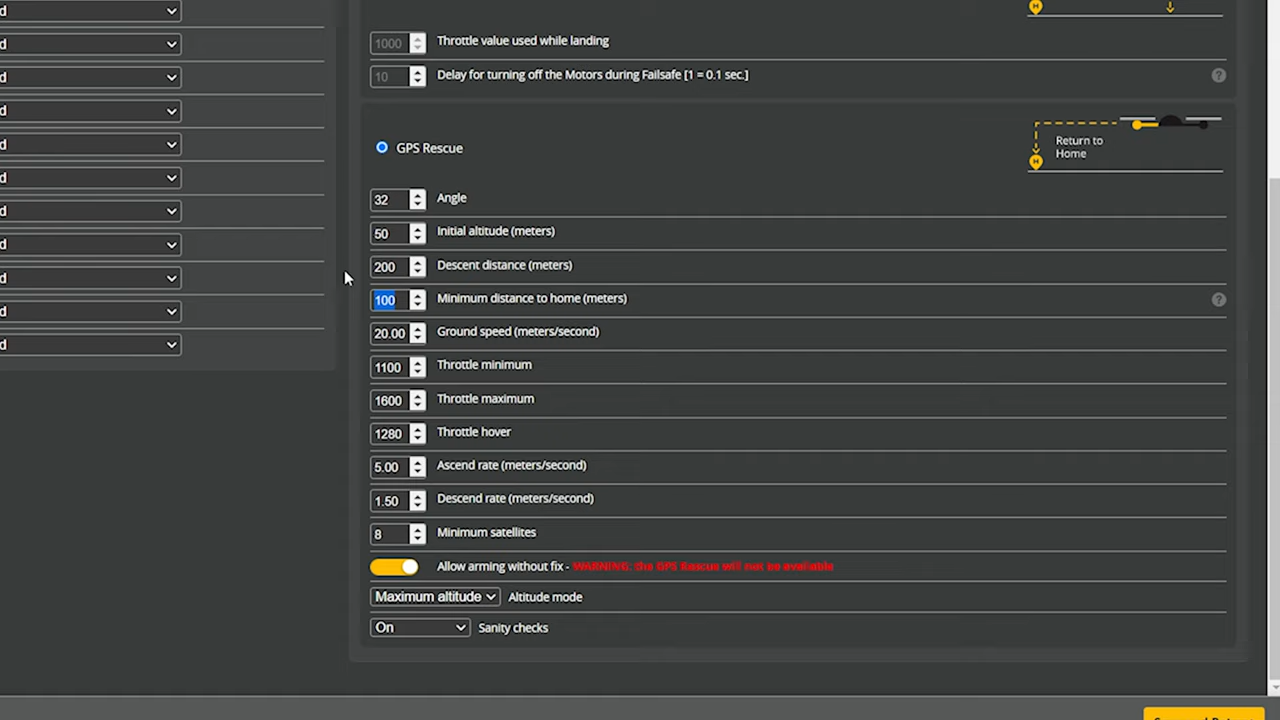 d
d
1000 Throttle value used while landing
d
10 Delay for turning off the Motors during Failsafe [1 = 0.1 sec.] ?
d
d
GPS Rescue
Return to
Home
H
d
32 Angle
d
50 Initial altitude (meters)
d
200 Descent distance (meters)
d
100 Minimum distance to home (meters) ?
d
20.00 Ground speed (meters/second)
d
1100 Throttle minimum
1600 Throttle maximum
1280 Throttle hover
5.00 Ascend rate (meters/second)
1.50 Descend rate (meters/second)
8 Minimum satellites
Allow arming without fix - WARNING: the GPS Rescue will not be available
Maximum altitude Altitude mode
On Sanity checks